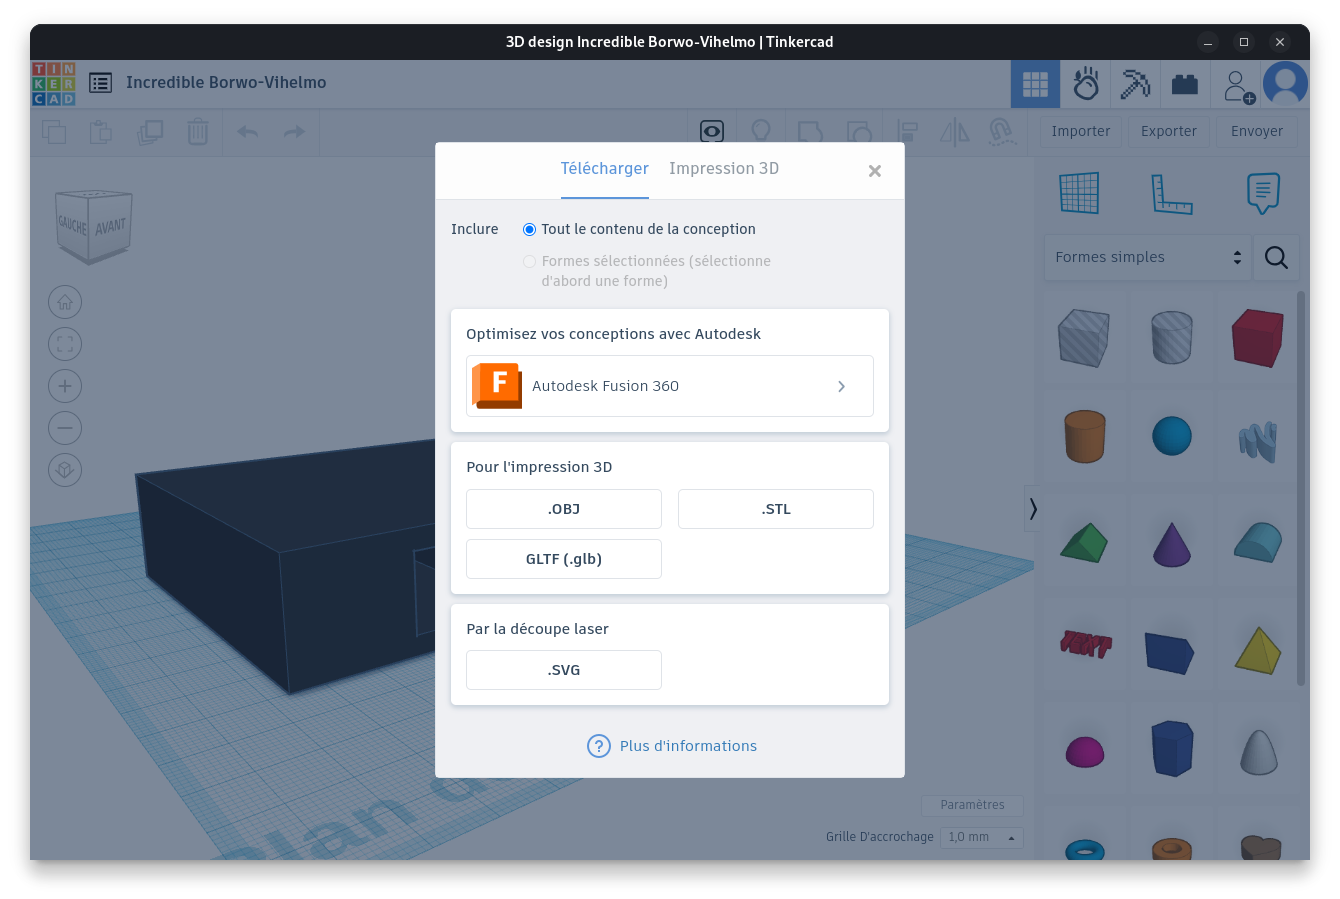 3D design Incredible Borwo-Vihelmo | Tinkercad
TIN
KER
CAD
Incredible Borwo-Vihelmo
Importer
Exporter
Envoyer
GAUCHE
AVANT
Télécharger
Impression 3D
Inclure
Tout le contenu de la conception
Formes sélectionnées (sélectionne
d'abord une forme)
Optimisez vos conceptions avec Autodesk
F
Autodesk Fusion 360
Pour l'impression 3D
.OBJ
.STL
GLTF (.glb)
Par la découpe laser
.SVG
? Plus d'informations
Formes simples
TEXT
Plan d
Paramètres
Grille D'accrochage
1,0 mm